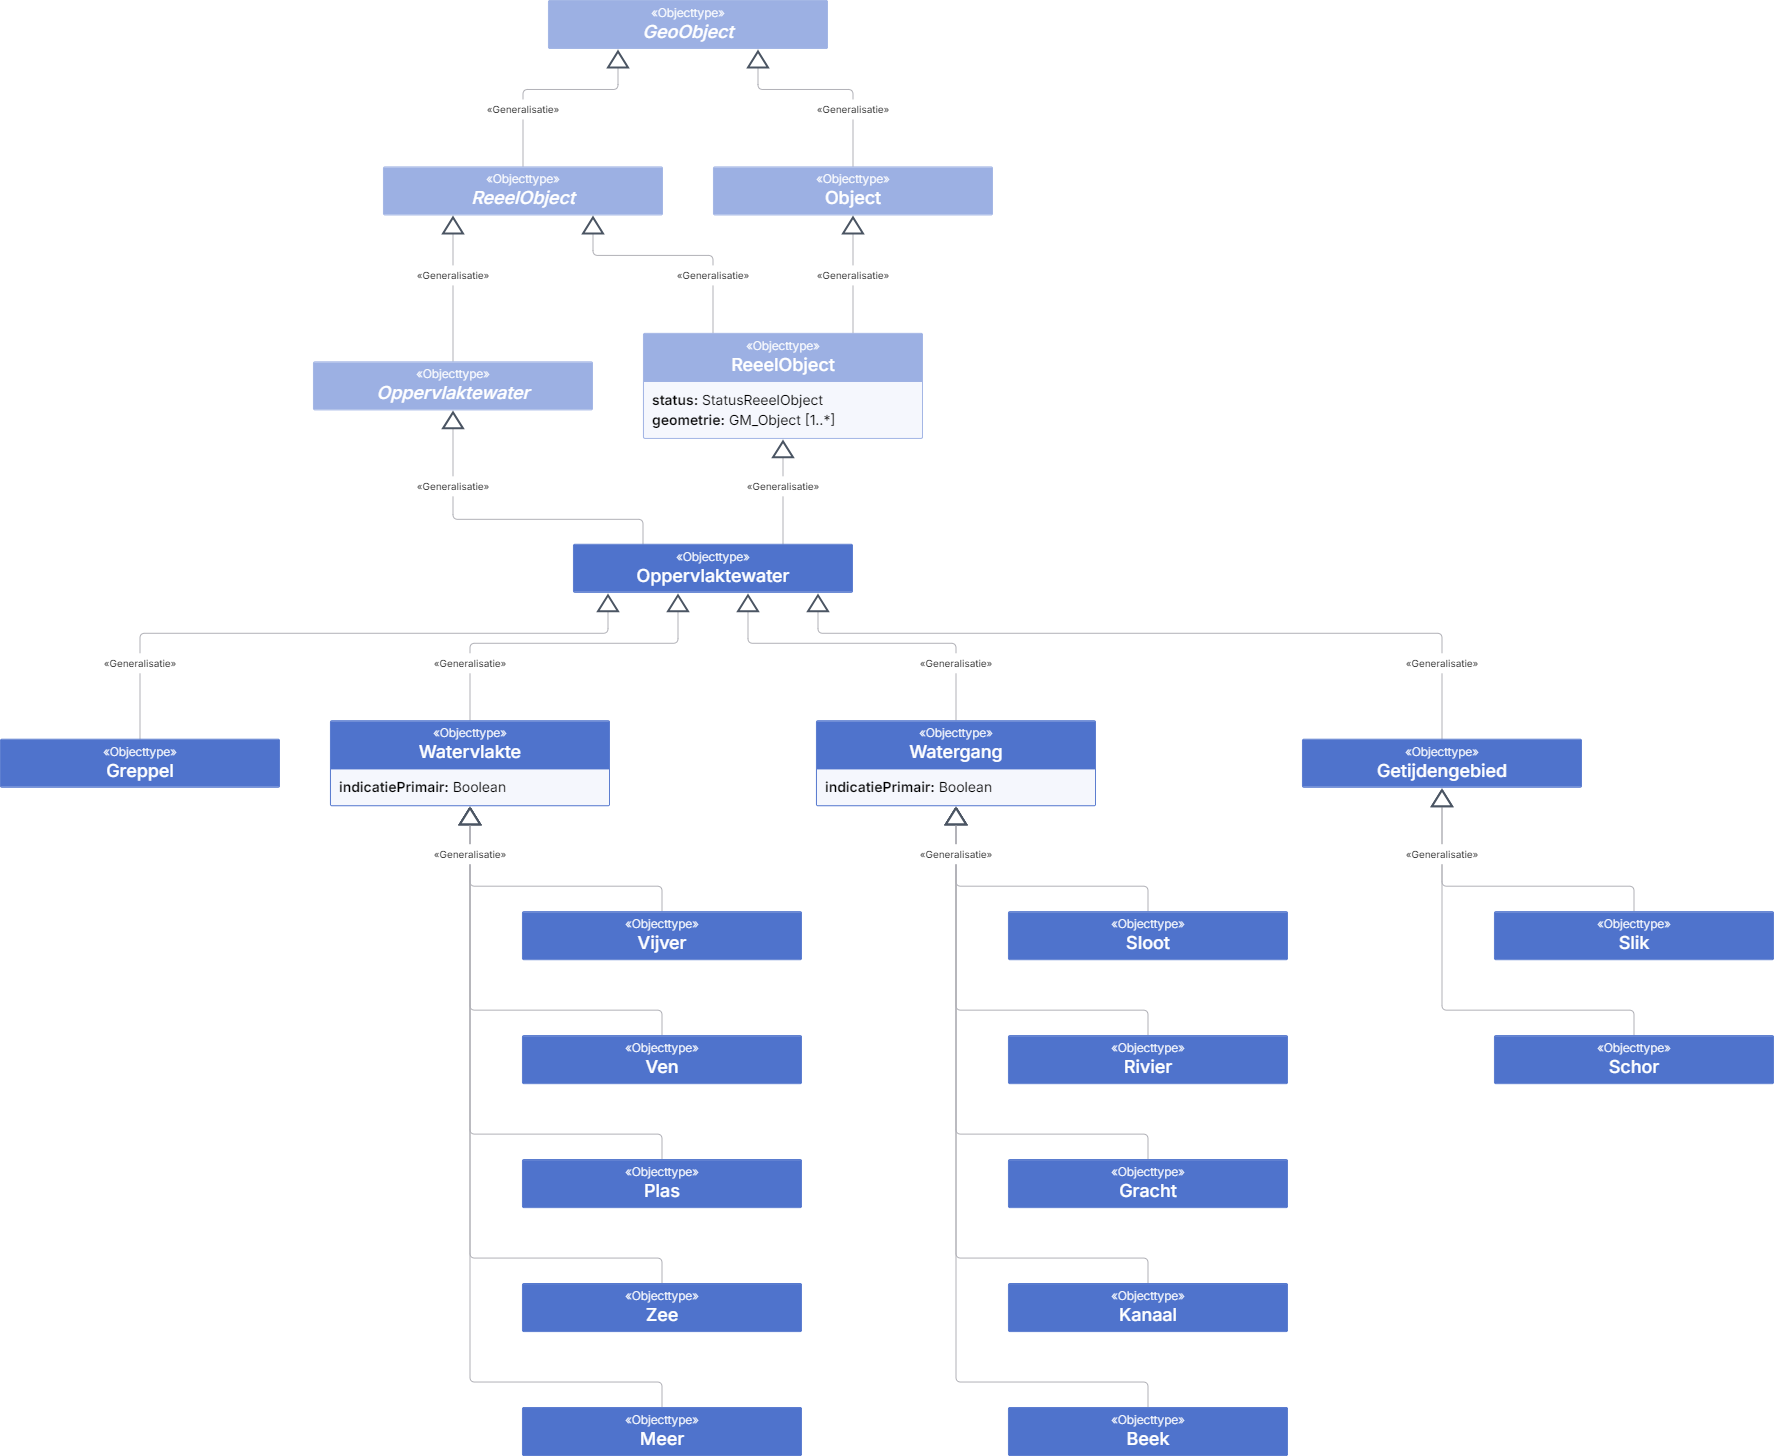 «Objecttype»
GeoObject
«Generalisatie»
«Generalisatie»
«Objecttype»
ReeelObject
«Objecttype»
Object
«Generalisatie»
«Generalisatie»
«Generalisatie»
«Objecttype»
Oppervlaktewater
«Objecttype»
ReeelObject
status: StatusReeelObject
geometrie: GM_Object [1..*]
«Generalisatie»
«Generalisatie»
«Objecttype»
Oppervlaktewater
«Generalisatie»
«Generalisatie»
«Generalisatie»
«Generalisatie»
«Objecttype»
Greppel
«Objecttype»
Watervlakte
indicatiePrimair: Boolean
«Objecttype»
Watergang
indicatiePrimair: Boolean
«Objecttype»
Getijdengebied
«Generalisatie»
«Generalisatie»
«Generalisatie»
«Objecttype»
Vijver
«Objecttype»
Sloot
«Objecttype»
Slik
«Objecttype»
Ven
«Objecttype»
Rivier
«Objecttype»
Schor
«Objecttype»
Plas
«Objecttype»
Gracht
«Objecttype»
Zee
«Objecttype»
Kanaal
«Objecttype»
Meer
«Objecttype»
Beek